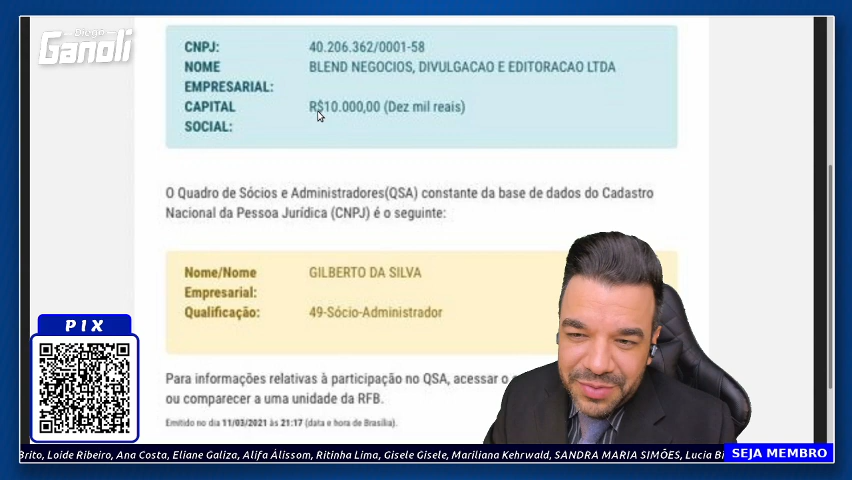 Diego
Ganoli
CNPJ: 40.206.362/0001-58
NOME BLEND NEGOCIOS, DIVULGACAO E EDITORACAO LTDA
EMPRESARIAL:
CAPITAL R$10.000,00 (Dez mil reais)
SOCIAL:
O Quadro de Sócios e Administradores(QSA) constante da base de dados do Cadastro
Nacional da Pessoa Jurídica (CNPJ) é o seguinte:
Nome/Nome GILBERTO DA SILVA
Empresarial:
Qualificação: 49-Sócio-Administrador
PIX
Para informações relativas à participação no QSA, acessar o
ou comparecer a uma unidade da RFB.
Emitido no dia 11/03/2021 às 21:17 (data e hora de Brasília).
Brito, Loide Ribeiro, Ana Costa, Eliane Galiza, Alifa Álissom, Ritinha Lima, Gisele Gisele, Mariliana Kehrwald, SANDRA MARIA SIMÕES, Lucia
SEJA MEMBRO